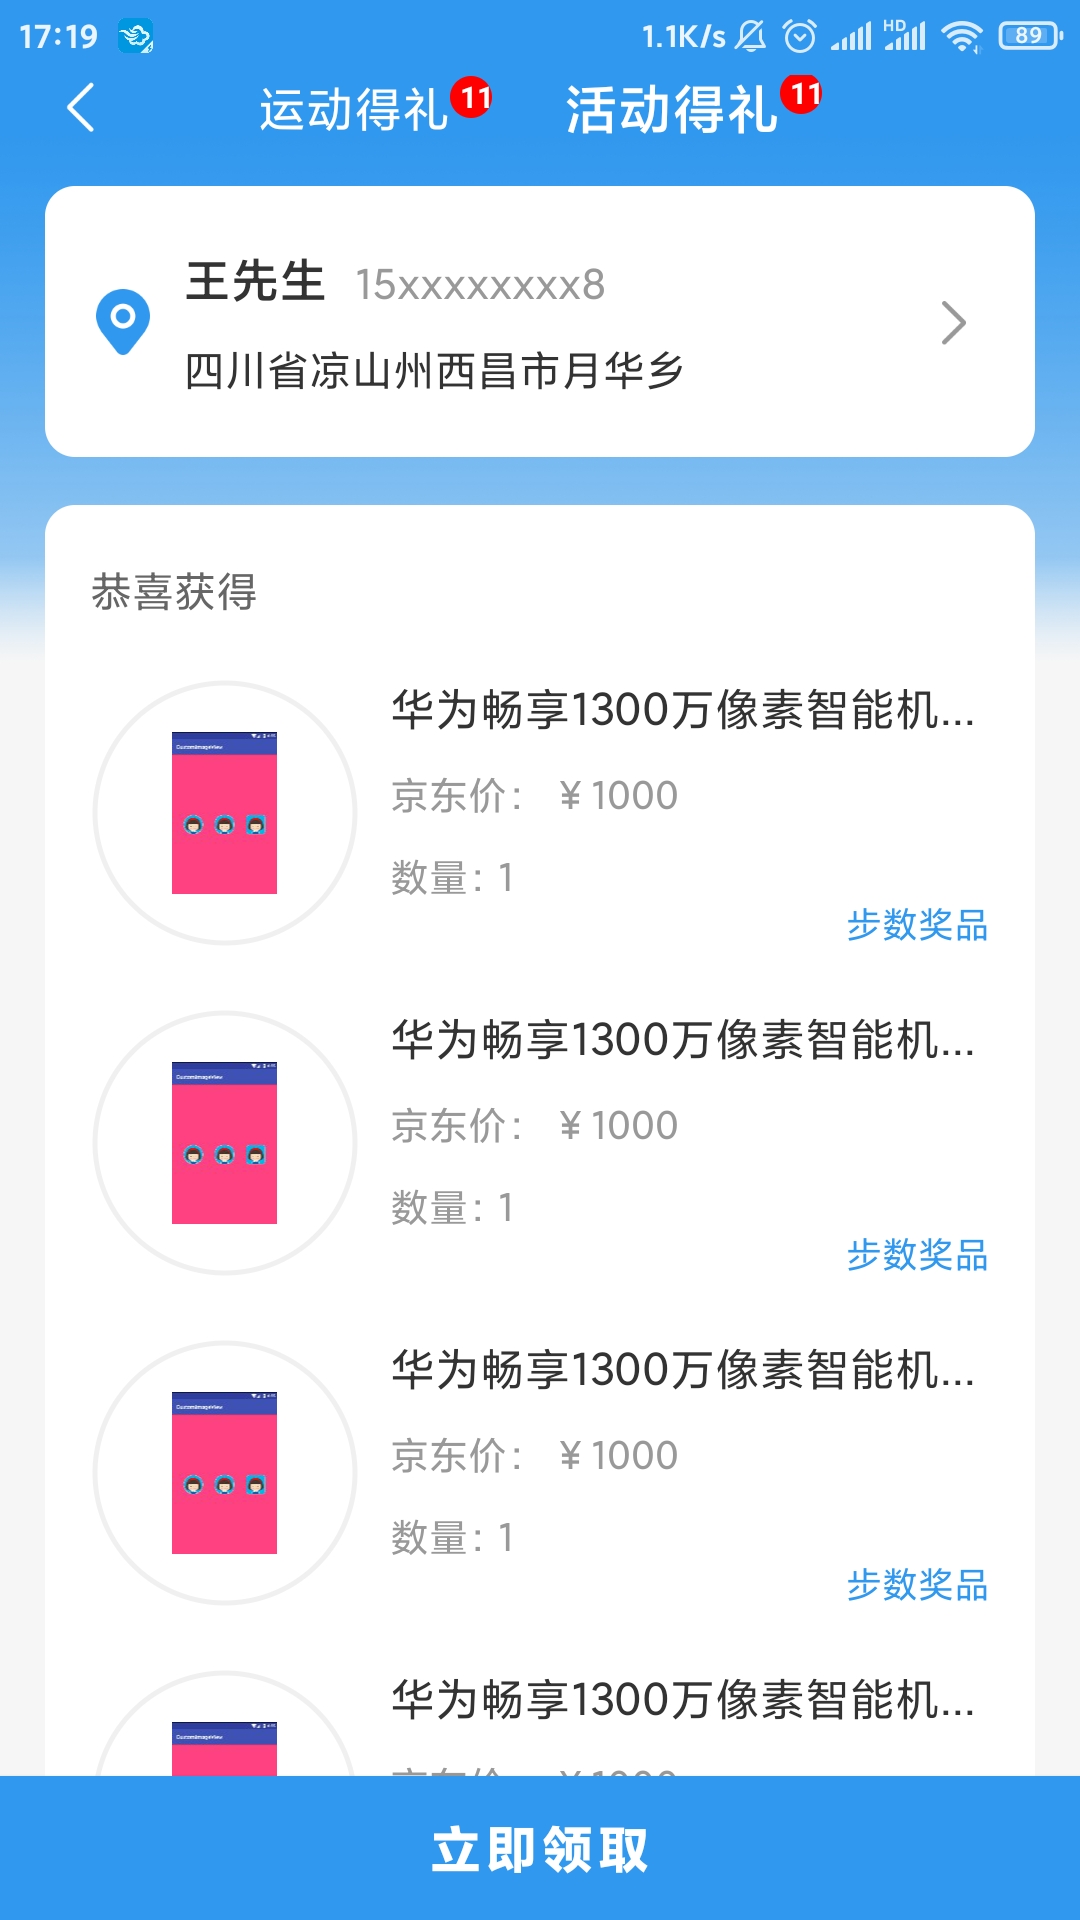 17:19 1.1K/s HD 89
运动得礼 11 活动得礼 11
王先生 15xxxxxxxx8
四川省凉山州西昌市月华乡
恭喜获得
华为畅享1300万像素智能机...
京东价： ¥ 1000
数量：1
步数奖品
华为畅享1300万像素智能机...
京东价： ¥ 1000
数量：1
步数奖品
华为畅享1300万像素智能机...
京东价： ¥ 1000
数量：1
步数奖品
华为畅享1300万像素智能机...
京东价 ¥ 1000
立即领取